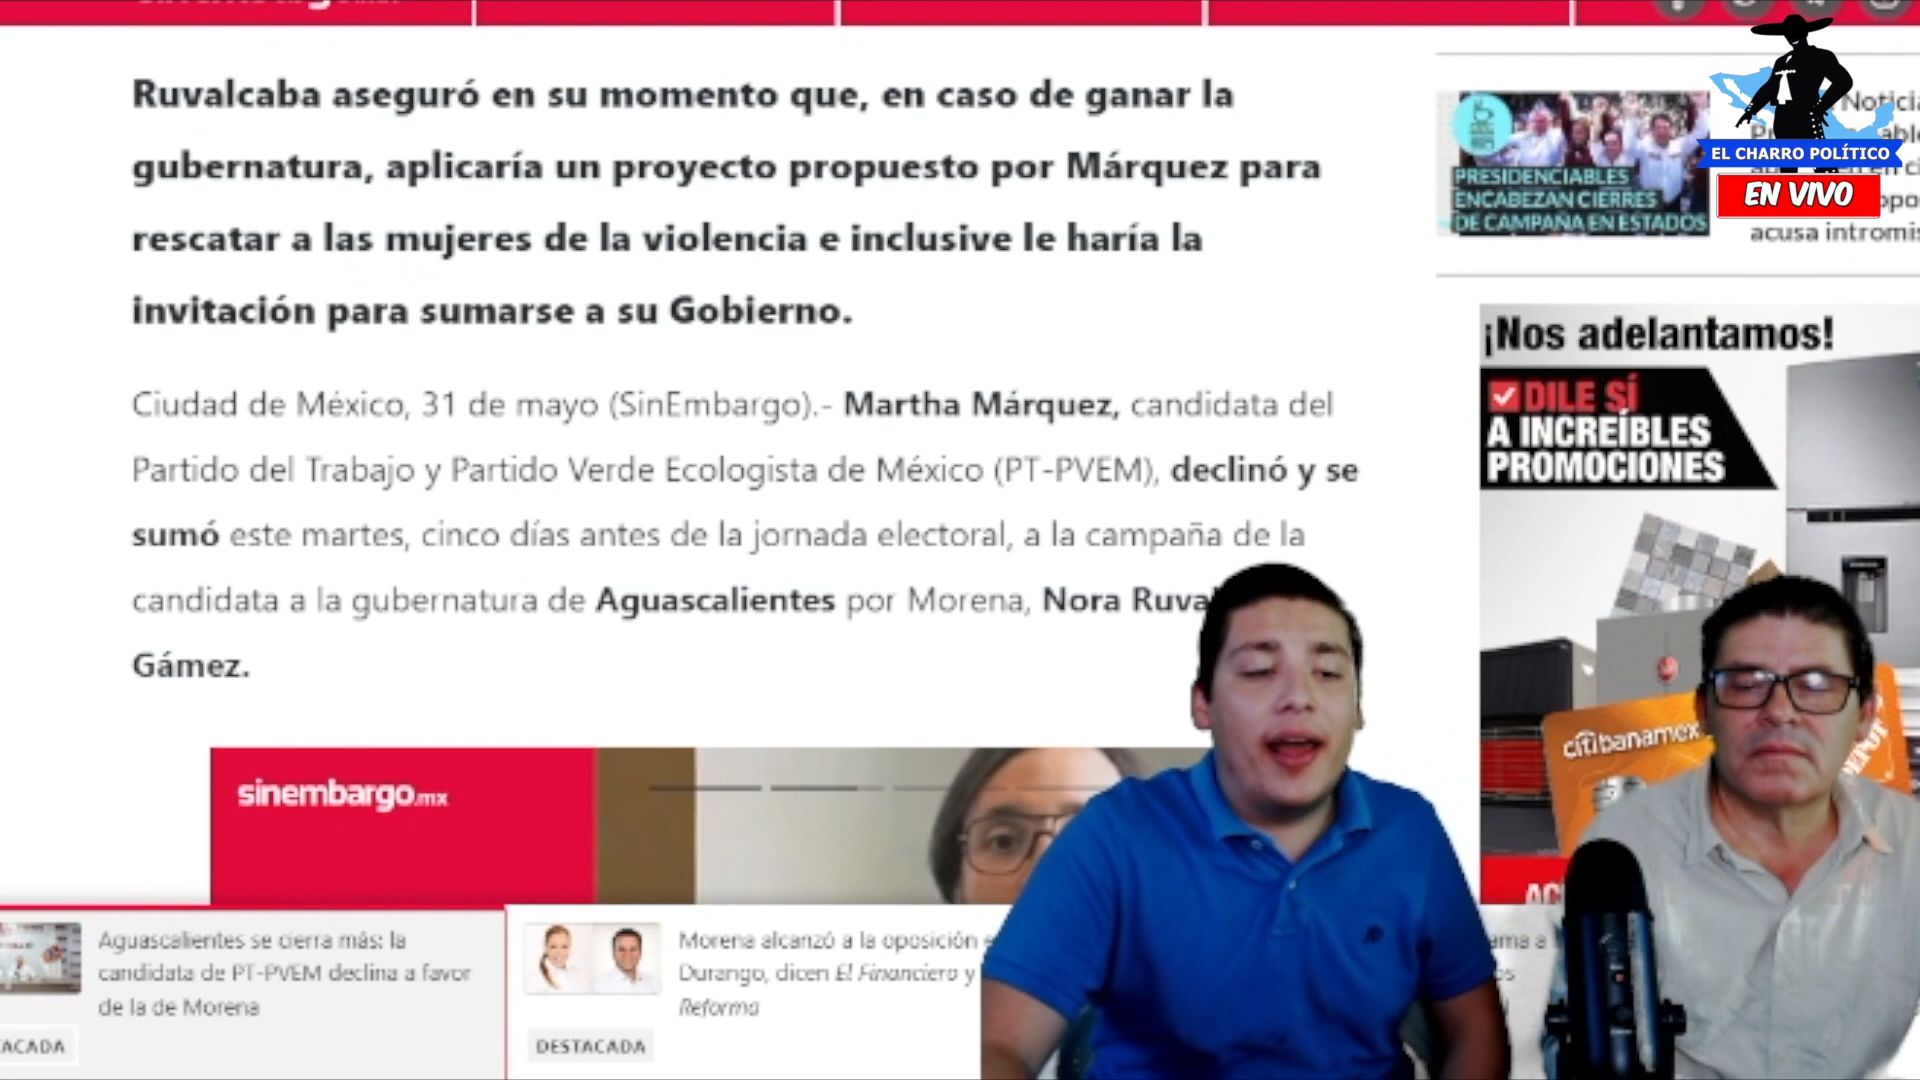 Ruvalcaba aseguró en su momento que, en caso de ganar la
gubernatura, aplicaría un proyecto propuesto por Márquez para
rescatar a las mujeres de la violencia e inclusive le haría la
invitación para sumarse a su Gobierno.
Ciudad de México, 31 de mayo (SinEmbargo).- Martha Márquez, candidata del
Partido del Trabajo y Partido Verde Ecologista de México (PT-PVEM), declinó y se
sumó este martes, cinco días antes de la jornada electoral, a la campaña de la
candidata a la gubernatura de Aguascalientes por Morena, Nora Ruva
Gámez.
sinembargo.mx
Aguascalientes se cierra más: la
candidata de PT-PVEM declina a favor
de la de Morena
ACADA
Morena alcanzó a la oposición
Durango, dicen El Financiero y
Reforma
DESTACADA
PRESIDENCIABLES
ENCABEZAN CIERRES
DE CAMPAÑA EN ESTADOS
acusa intromis
EL CHARRO POLÍTICO
EN VIVO
¡Nos adelantamos!
DILE SÍ
A INCREÍBLES
PROMOCIONES
citibanamex